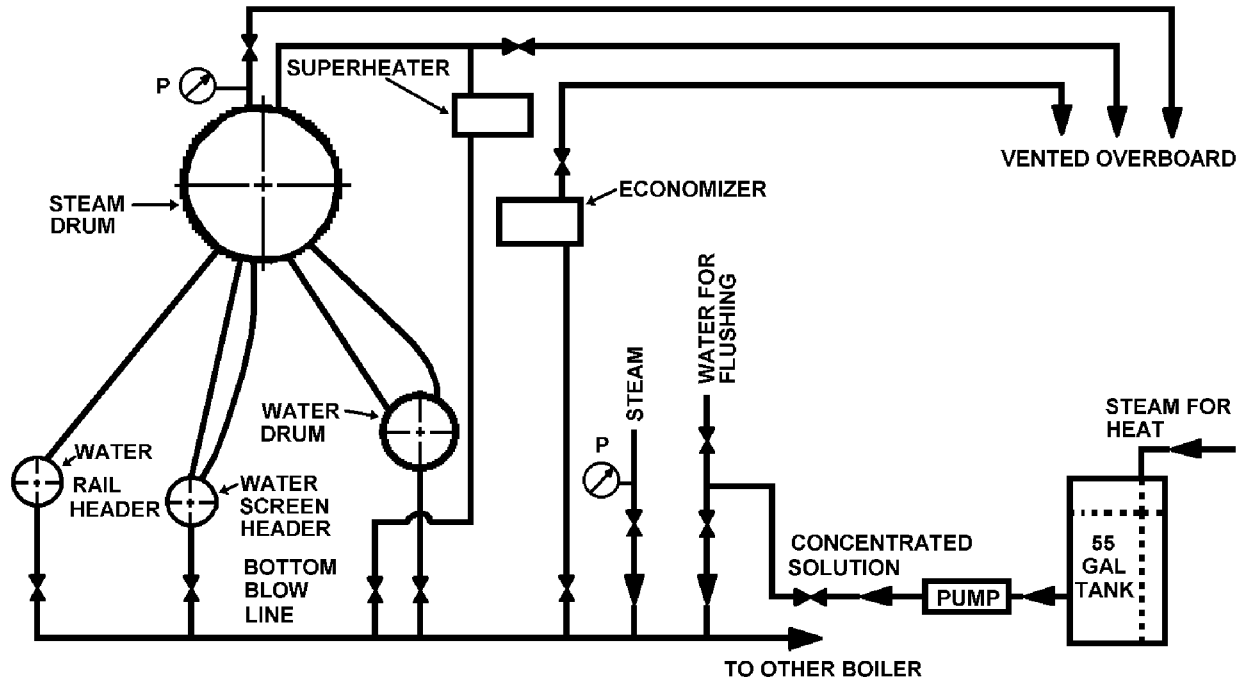 P
SUPERHEATER
VENTED OVERBOARD
ECONOMIZER
STEAM
DRUM
WATER FOR
FLUSHING
STEAM
WATER
DRUM
STEAM FOR
HEAT
P
WATER
RAIL
HEADER
WATER
SCREEN
HEADER
BOTTOM
BLOW
LINE
CONCENTRATED
SOLUTION
55
GAL
TANK
PUMP
TO OTHER BOILER